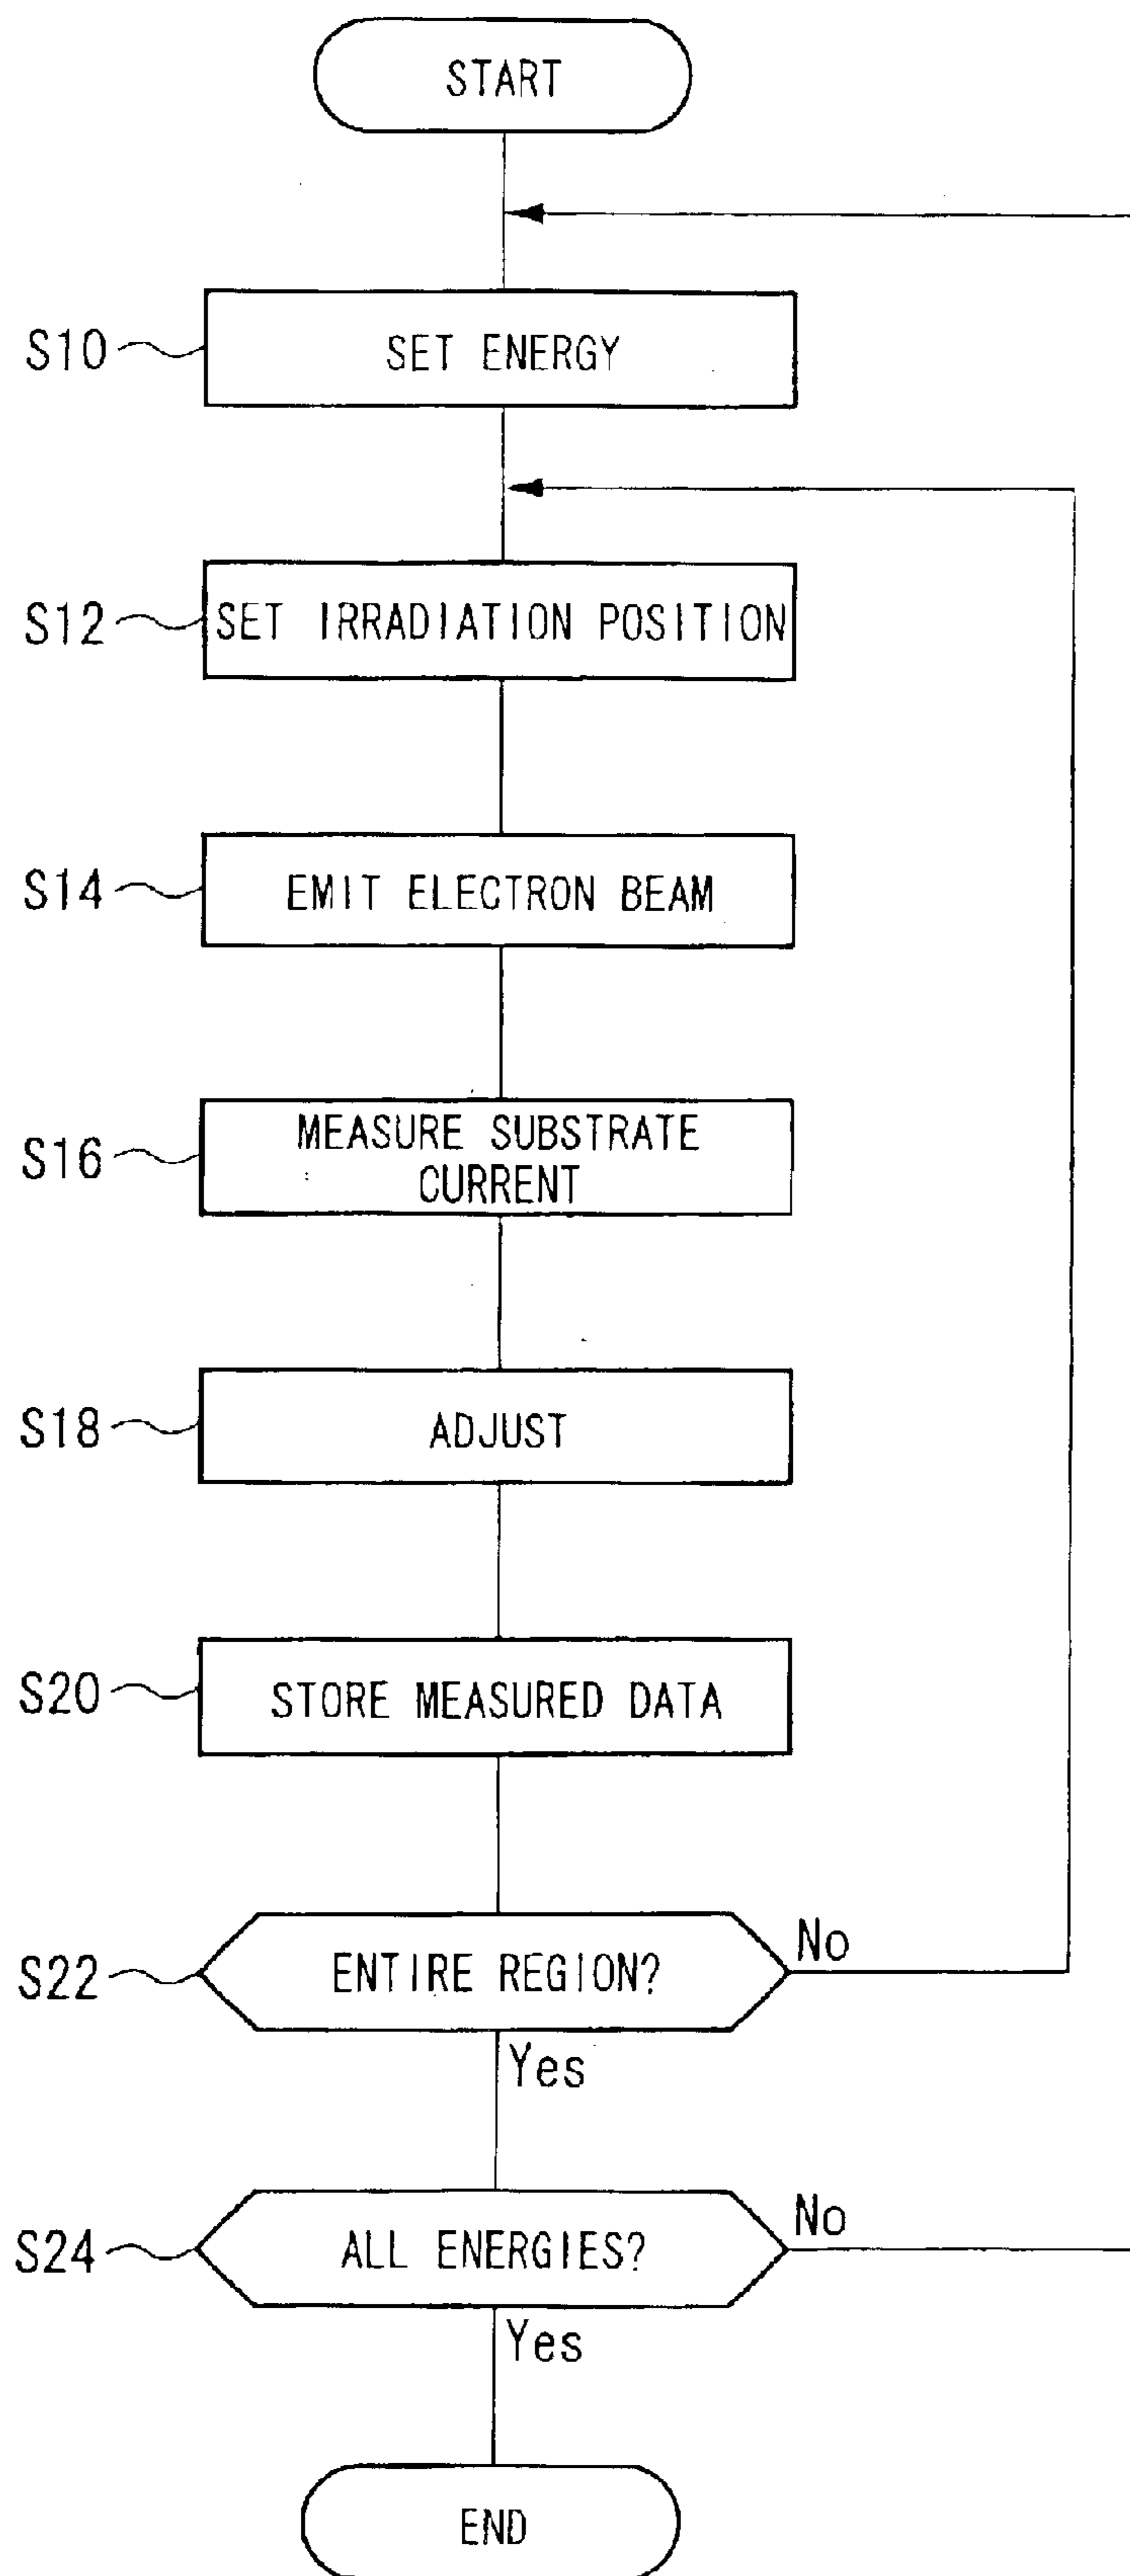 START
S10 SET ENERGY
S12 SET IRRADIATION POSITION
S14 EMIT ELECTRON BEAM
S16 MEASURE SUBSTRATE
CURRENT
S18 ADJUST
S20 STORE MEASURED DATA
S22 ENTIRE REGION? No
Yes
S24 ALL ENERGIES? No
Yes
END